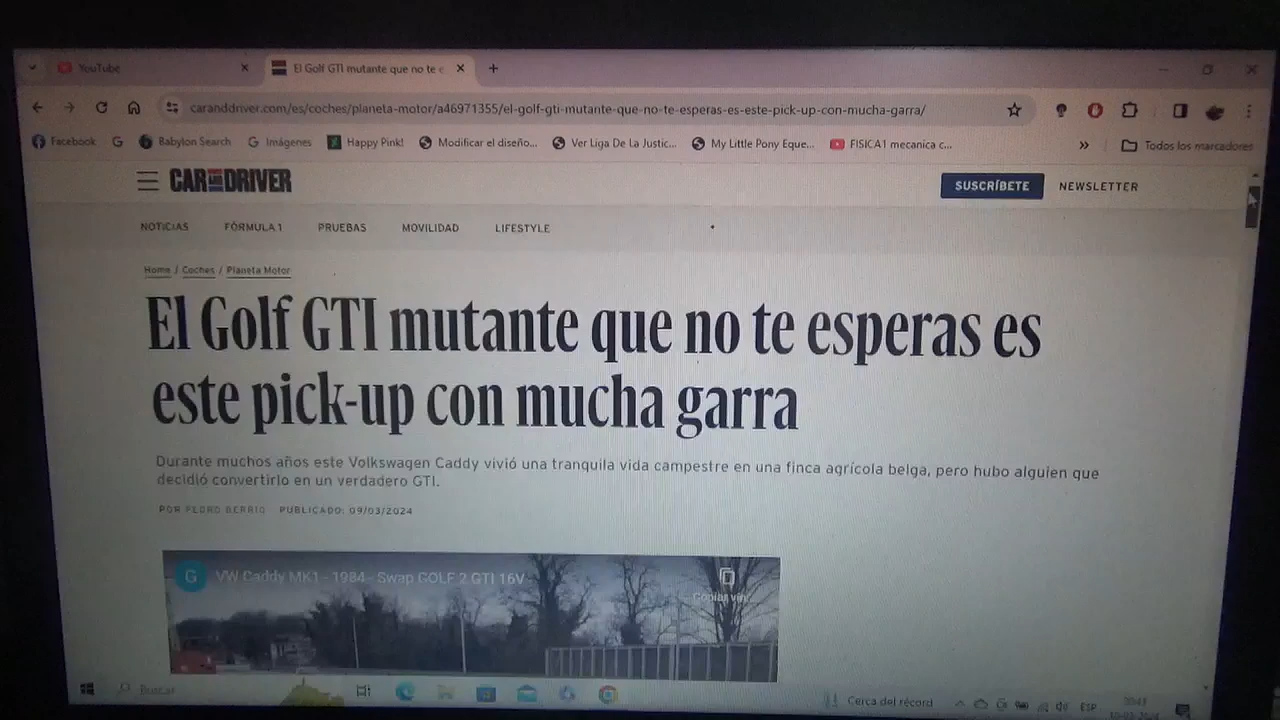 YouTube
El Golf GTI mutante que no te e
caranddriver.com/es/coches/planeta-motor/a46971355/el-golf-gti-mutante-que-no-te-esperas-es-este-pick-up-con-mucha-garra/
Facebook
Babylon Search
Imágenes
Happy Pink!
Modificar el diseño...
Ver Liga De La Justic...
My Little Pony Eque...
FISICA1 mecanica c...
Todos los marcadores
CAR AND DRIVER
SUSCRÍBETE
NEWSLETTER
NOTICIAS
FÓRMULA 1
PRUEBAS
MOVILIDAD
LIFESTYLE
Home / Coches / Planeta Motor
El Golf GTI mutante que no te esperas es
este pick-up con mucha garra
Durante muchos años este Volkswagen Caddy vivió una tranquila vida campestre en una finca agrícola belga, pero hubo alguien que
decidió convertirlo en un verdadero GTI.
POR PEDRO BERRIO PUBLICADO: 09/03/2024
G
VW Caddy MK1 - 1984 - Swap GOLF 2 GTI 16V
Copiar vín...
Buscar
Cerca del récord
ESP